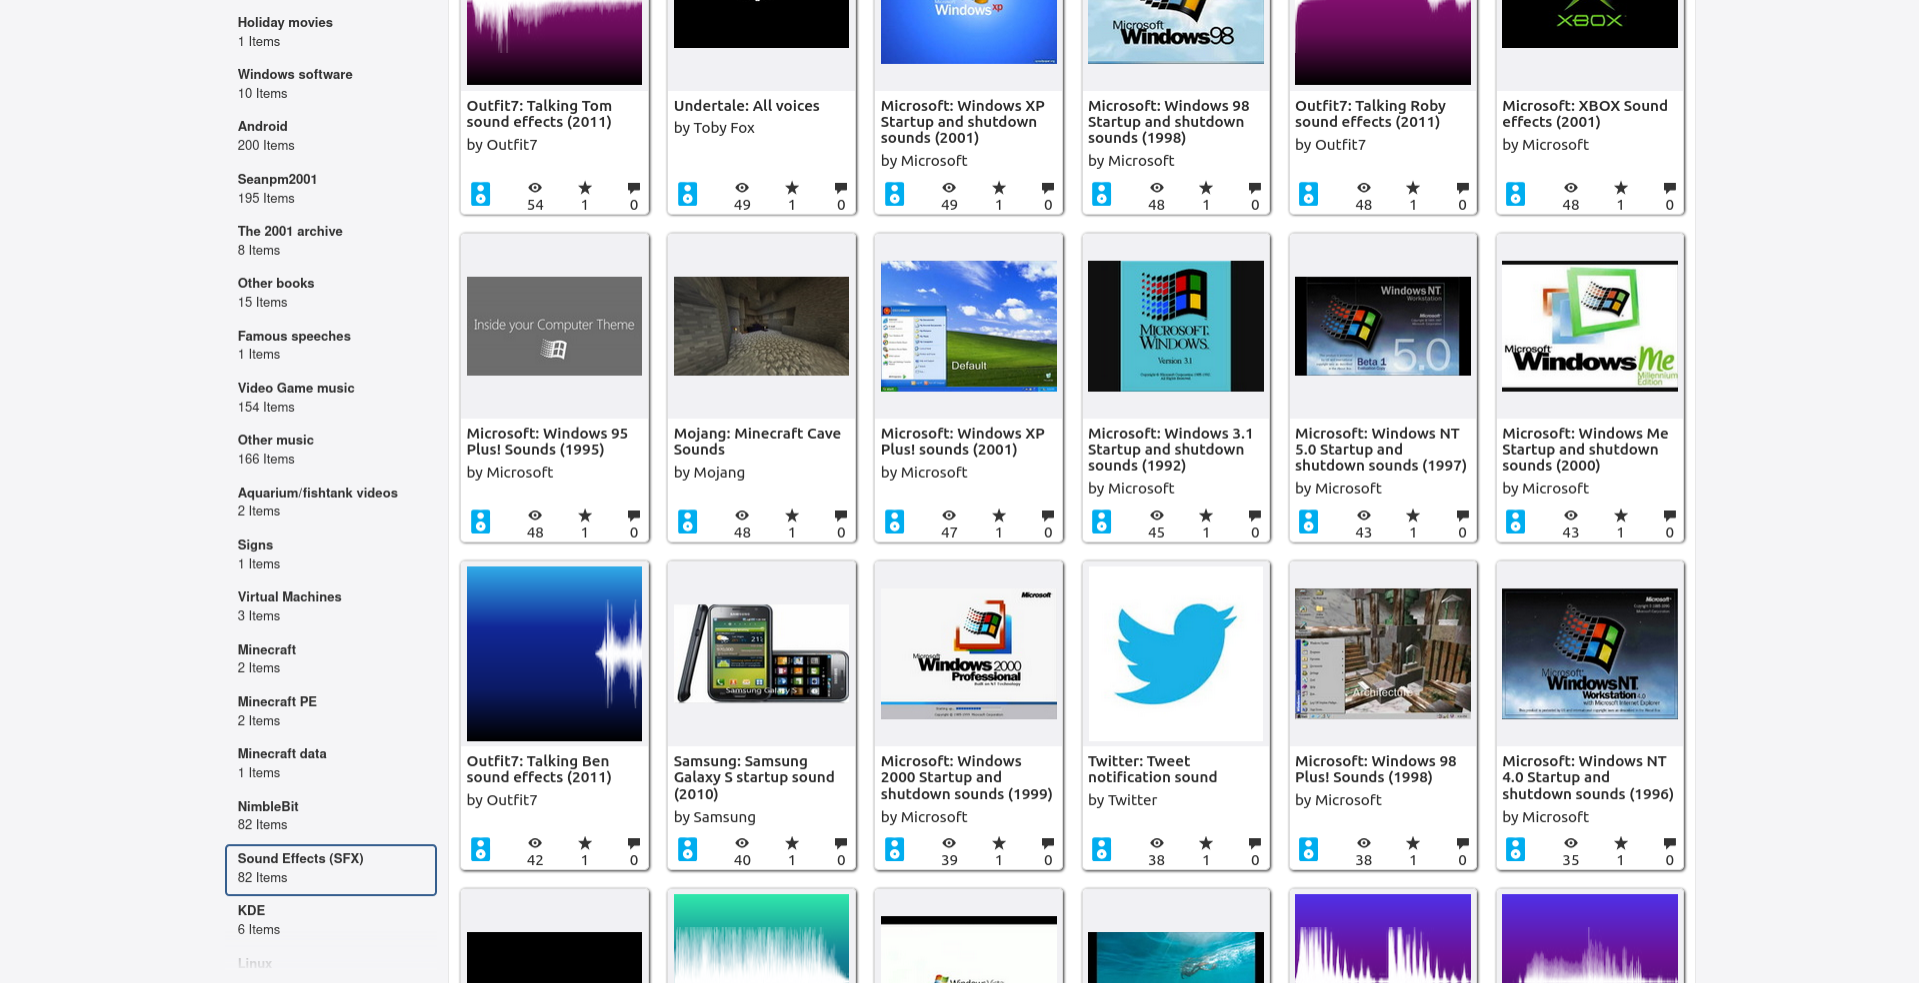 Holiday movies
1 Items
Windows software
10 Items
Android
200 Items
Seanpm2001
195 Items
The 2001 archive
8 Items
Other books
15 Items
Famous speeches
1 Items
Video Game music
154 Items
Other music
166 Items
Aquarium/fishtank videos
2 Items
Signs
1 Items
Virtual Machines
3 Items
Minecraft
2 Items
Minecraft PE
2 Items
Minecraft data
1 Items
NimbleBit
82 Items
Sound Effects (SFX)
82 Items
KDE
6 Items
Linux
Windows xp
Microsoft
Windows98
XBOX
Outfit7: Talking Tom
sound effects (2011)
by Outfit7
54 1 0
Undertale: All voices
by Toby Fox
49 1 0
Microsoft: Windows XP
Startup and shutdown
sounds (2001)
by Microsoft
49 1 0
Microsoft: Windows 98
Startup and shutdown
sounds (1998)
by Microsoft
48 1 0
Outfit7: Talking Roby
sound effects (2011)
by Outfit7
48 1 0
Microsoft: XBOX Sound
effects (2001)
by Microsoft
48 1 0
Inside your Computer Theme
Microsoft: Windows 95
Plus! Sounds (1995)
by Microsoft
48 1 0
Mojang: Minecraft Cave
Sounds
by Mojang
48 1 0
Default
Microsoft: Windows XP
Plus! sounds (2001)
by Microsoft
47 1 0
MICROSOFT.
WINDOWS.
Version 3.1
Microsoft: Windows 3.1
Startup and shutdown
sounds (1992)
by Microsoft
45 1 0
Windows NT
Workstation
Beta 1
5.0
Microsoft: Windows NT
5.0 Startup and
shutdown sounds (1997)
by Microsoft
43 1 0
Microsoft
Windows Me
Millennium
Edition
Microsoft: Windows Me
Startup and shutdown
sounds (2000)
by Microsoft
43 1 0
Outfit7: Talking Ben
sound effects (2011)
by Outfit7
42 1 0
Samsung Galaxy S
Samsung: Samsung
Galaxy S startup sound
(2010)
by Samsung
40 1 0
Microsoft
Microsoft
Windows 2000
Professional
Built on NT Technology
Microsoft: Windows
2000 Startup and
shutdown sounds (1999)
by Microsoft
39 1 0
Twitter: Tweet
notification sound
by Twitter
38 1 0
Architecture
Microsoft: Windows 98
Plus! Sounds (1998)
by Microsoft
38 1 0
Microsoft
Microsoft
WindowsNT
Workstation 4.0
with Microsoft Internet Explorer
Microsoft: Windows NT
4.0 Startup and
shutdown sounds (1996)
by Microsoft
35 1 0
Windows Vista